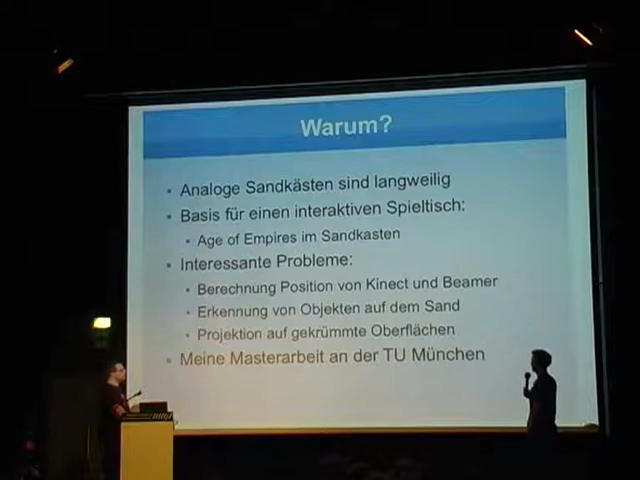 Warum?
Analoge Sandkästen sind langweilig
Basis für einen interaktiven Spieltisch:
Age of Empires im Sandkasten
Interessante Probleme:
Berechnung Position von Kinect und Beamer
Erkennung von Objekten auf dem Sand
Projektion auf gekrümmte Oberflächen
Meine Masterarbeit an der TU München